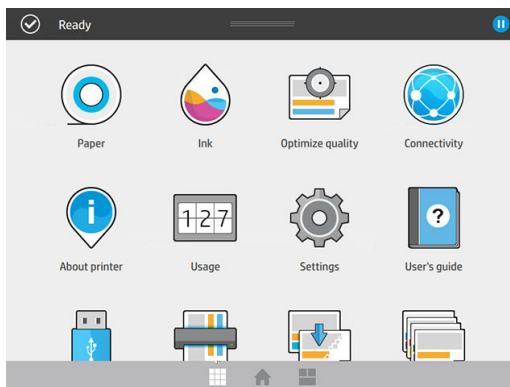 Ready
Paper
Ink
Optimize quality
Connectivity
i
About printer
127
Usage
Settings
?
User's guide